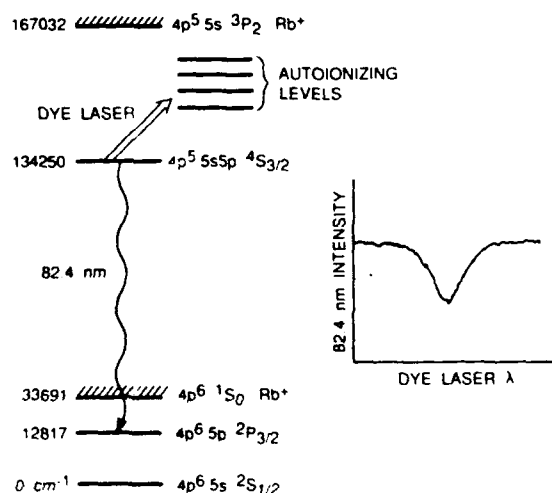 167032 4p⁵ 5s ³P₂ Rb⁺
AUTOIONIZING
LEVELS
DYE LASER
134250 4p⁵ 5s5p ⁴S₃/₂
82.4 nm
33691 4p⁶ ¹S₀ Rb⁺
12817 4p⁶ 5p ²P₃/₂
0 cm⁻¹ 4p⁶ 5s ²S₁/₂
82.4 nm INTENSITY
DYE LASER λ